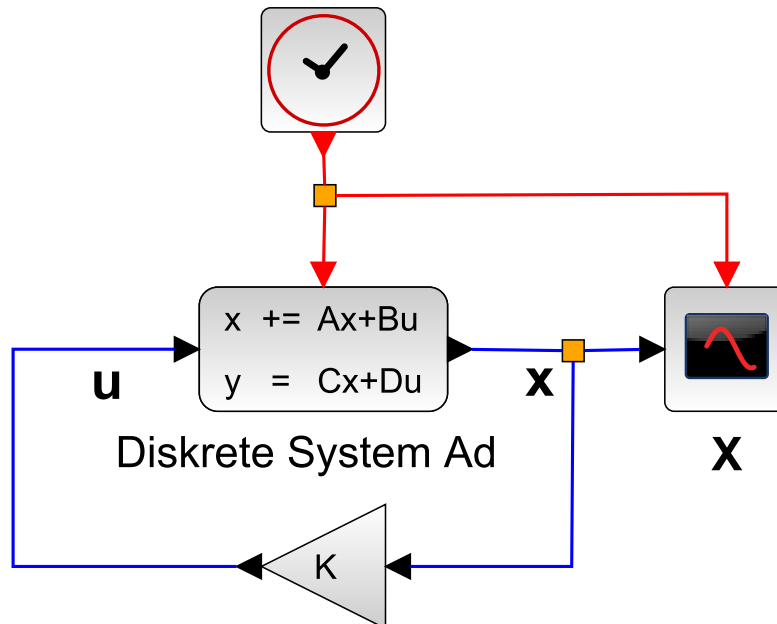 x += Ax+Bu
y = Cx+Du
u
x
Diskrete System Ad
X
K